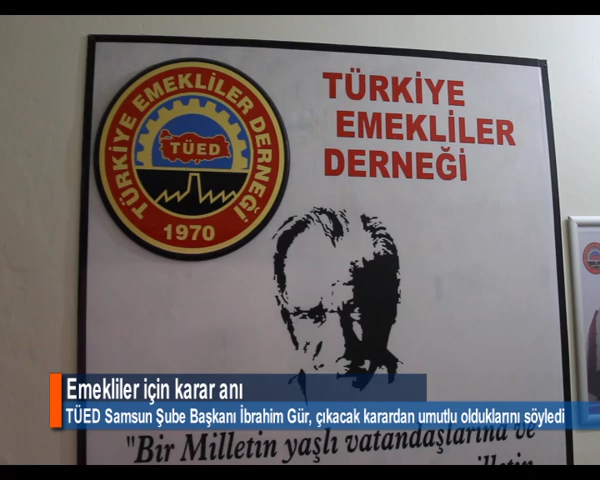 TÜRKİYE EMEKLİLER DERNEĞİ
TÜED
1970
TÜRKİYE
EMEKLİLER
DERNEĞİ
Emekliler için karar anı
TÜED Samsun Şube Başkanı İbrahim Gür, çıkacak karardan umutlu olduklarını söyledi
"Bir Milletin yaşlı vatandaşlarına ve